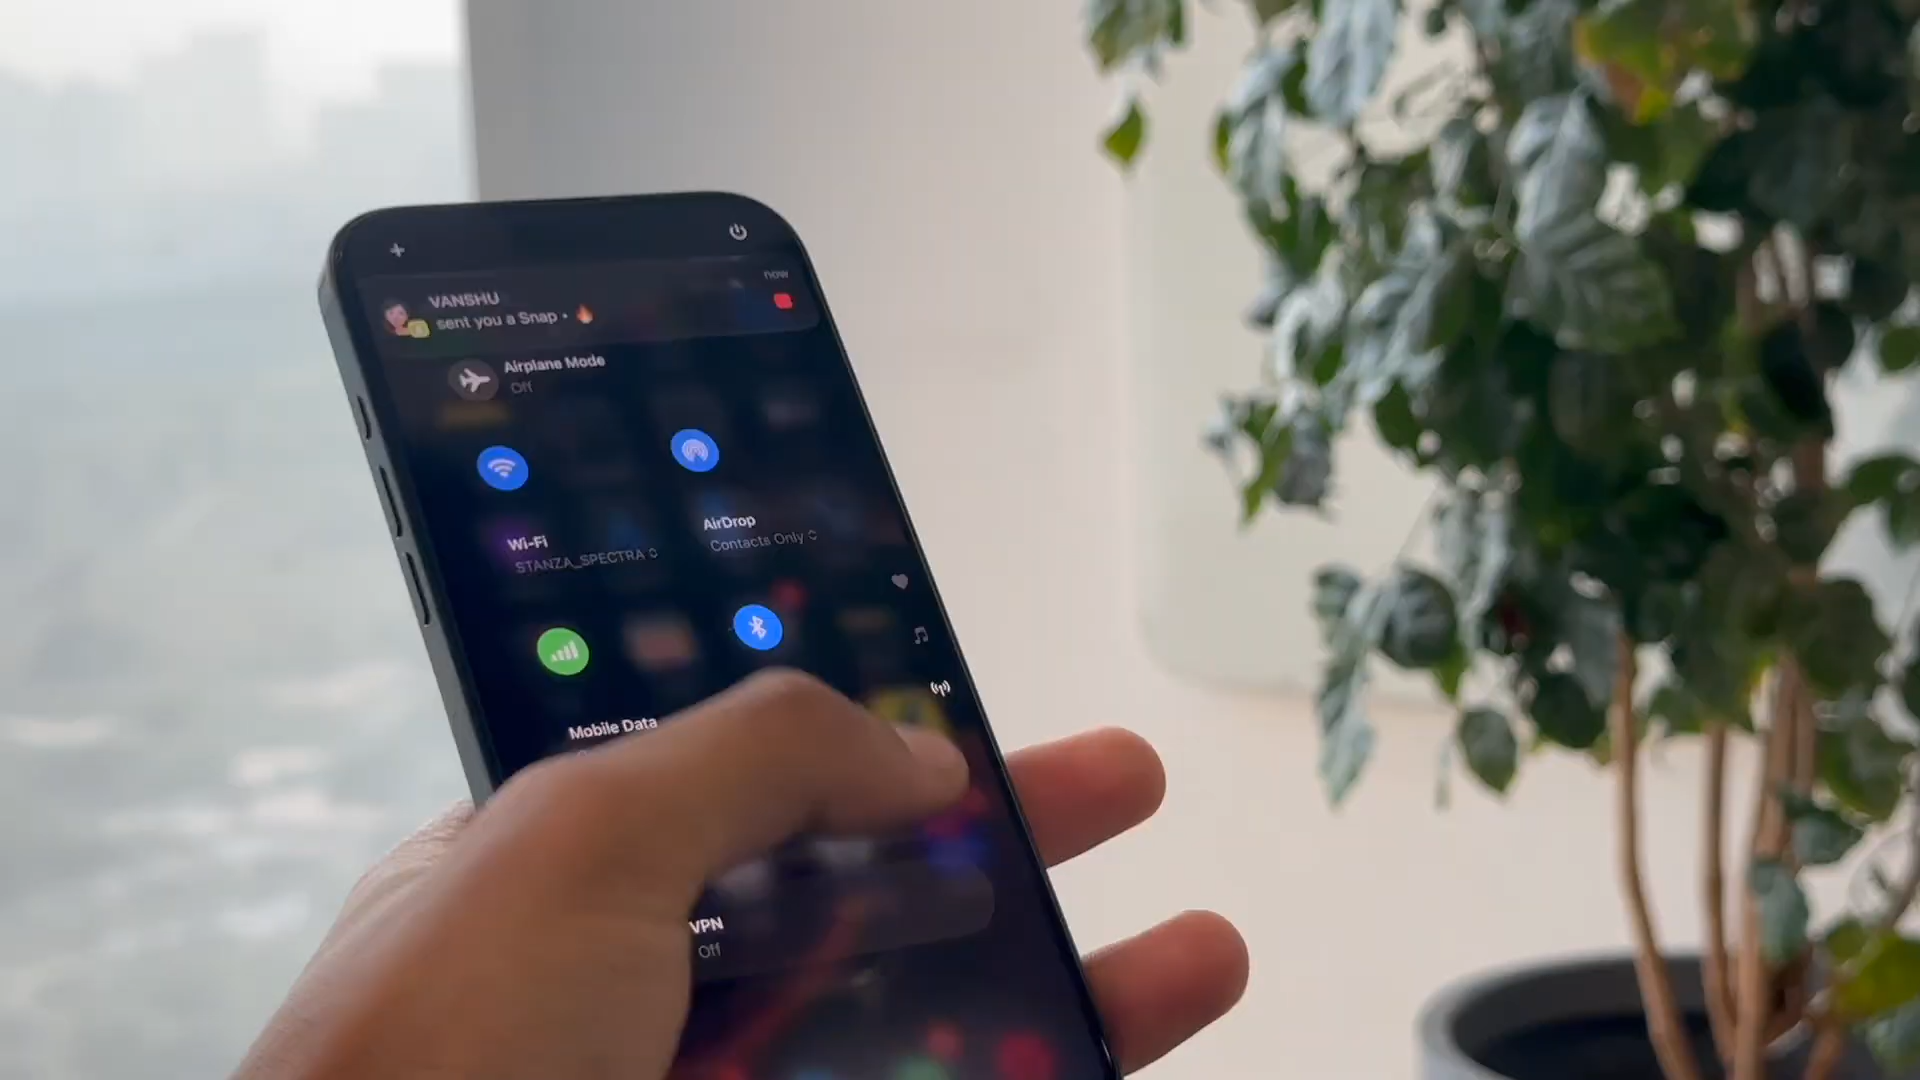 now
VANSHU
sent you a Snap • 🔥
Airplane Mode
Off
Wi-Fi
STANZA_SPECTRA
AirDrop
Contacts Only
Mobile Data
VPN
Off